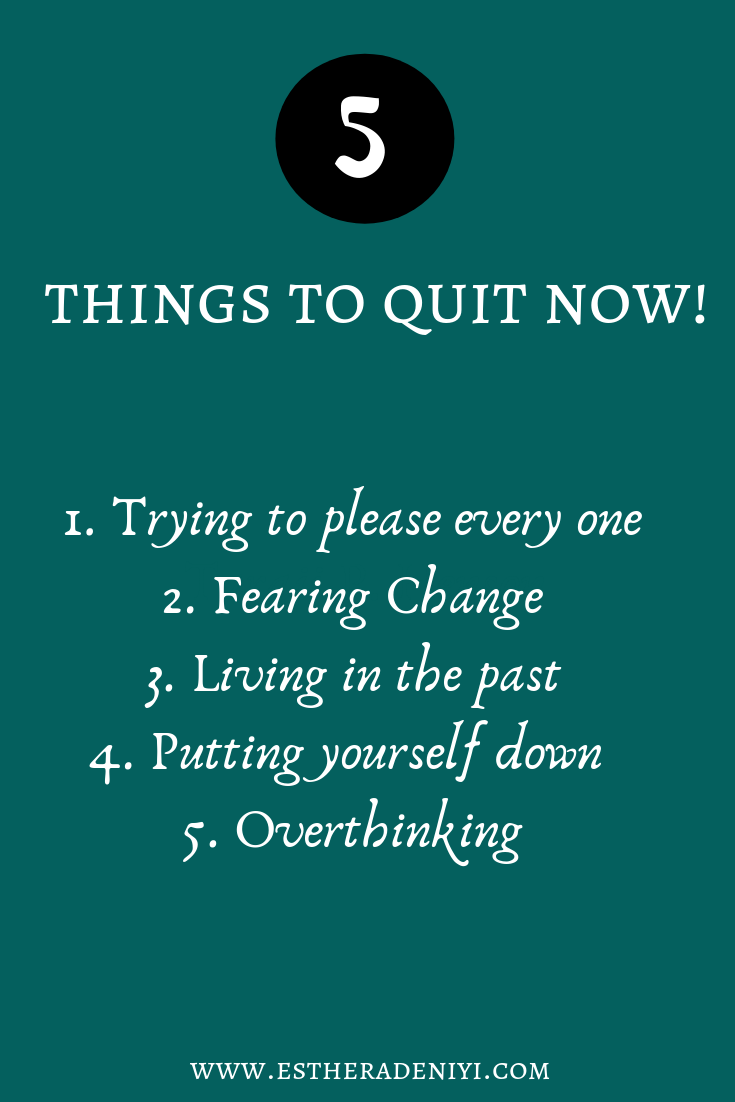 5
THINGS TO QUIT NOW!
1. Trying to please every one
2. Fearing Change
3. Living in the past
4. Putting yourself down
5. Overthinking
WWW.ESTHERADENIYI.COM